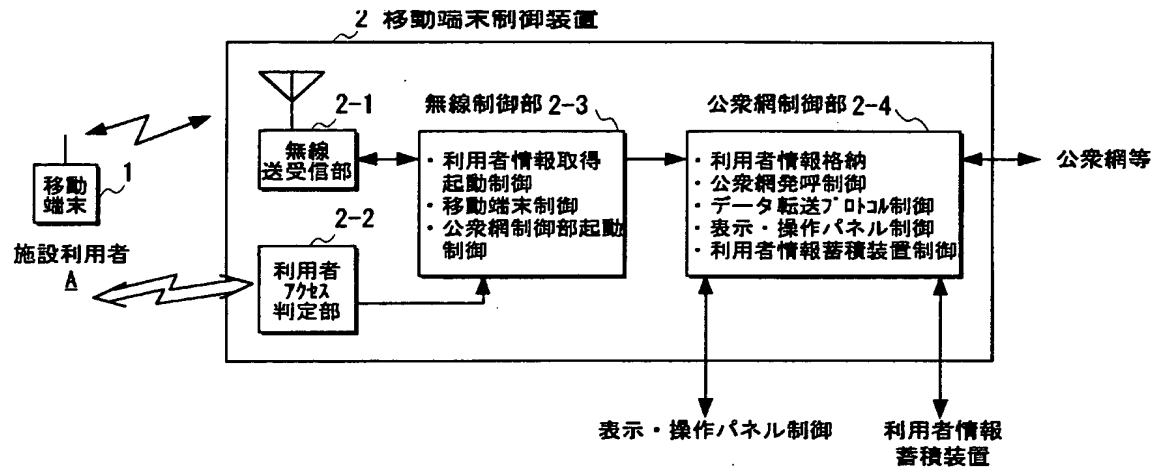 2 移動端末制御装置
2-1
無線
送受信部
無線制御部 2-3
・利用者情報取得
起動制御
・移動端末制御
・公衆網制御部起動
制御
公衆網制御部 2-4
・利用者情報格納
・公衆網発呼制御
・データ転送プロトコル制御
・表示・操作パネル制御
・利用者情報蓄積装置制御
公衆網等
1
移動
端末
施設利用者
A
2-2
利用者
アクセス
判定部
表示・操作パネル制御
利用者情報
蓄積装置